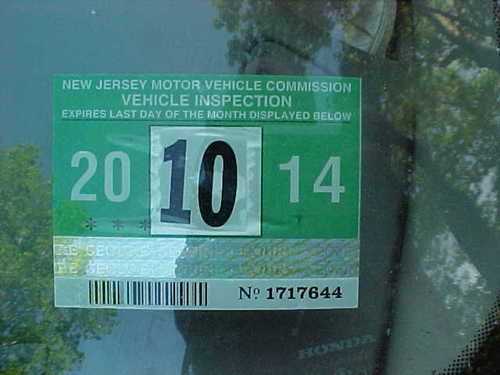 NEW JERSEY MOTOR VEHICLE COMMISSION
VEHICLE INSPECTION
EXPIRES LAST DAY OF THE MONTH DISPLAYED BELOW
20 10 14
* * *
Nº 1717644
HONDA